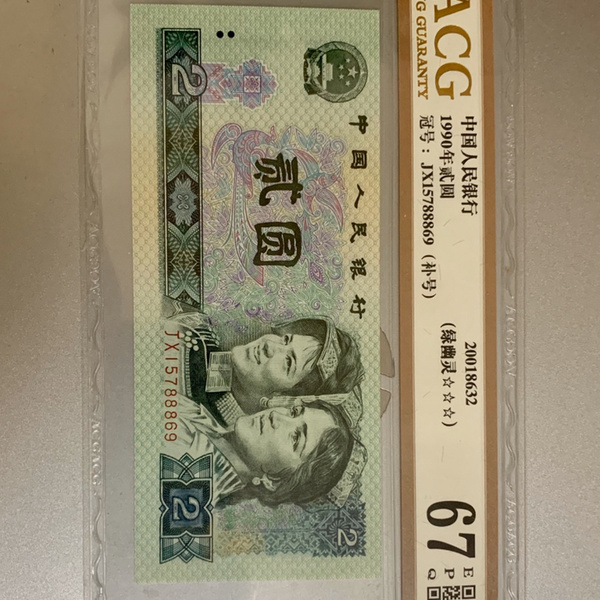 ACG
G GUARANTY
中国人民银行
1990年贰圆
冠号：JX15788869（补号）
20018632
（绿幽灵☆☆☆）
67
E
P
Q
中国人民银行
贰圆
2
JX15788869
2
2